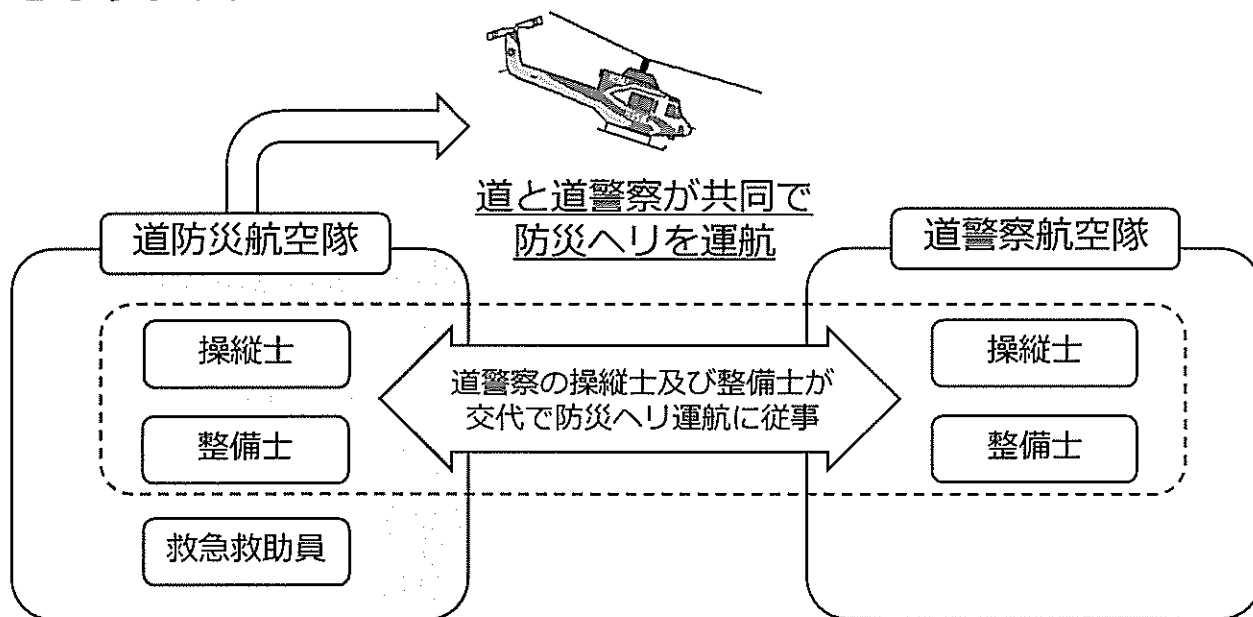 道と道警察が共同で
防災ヘリを運航
道防災航空隊
道警察航空隊
操縦士
整備士
救急救助員
道警察の操縦士及び整備士が
交代で防災ヘリ運航に従事
操縦士
整備士